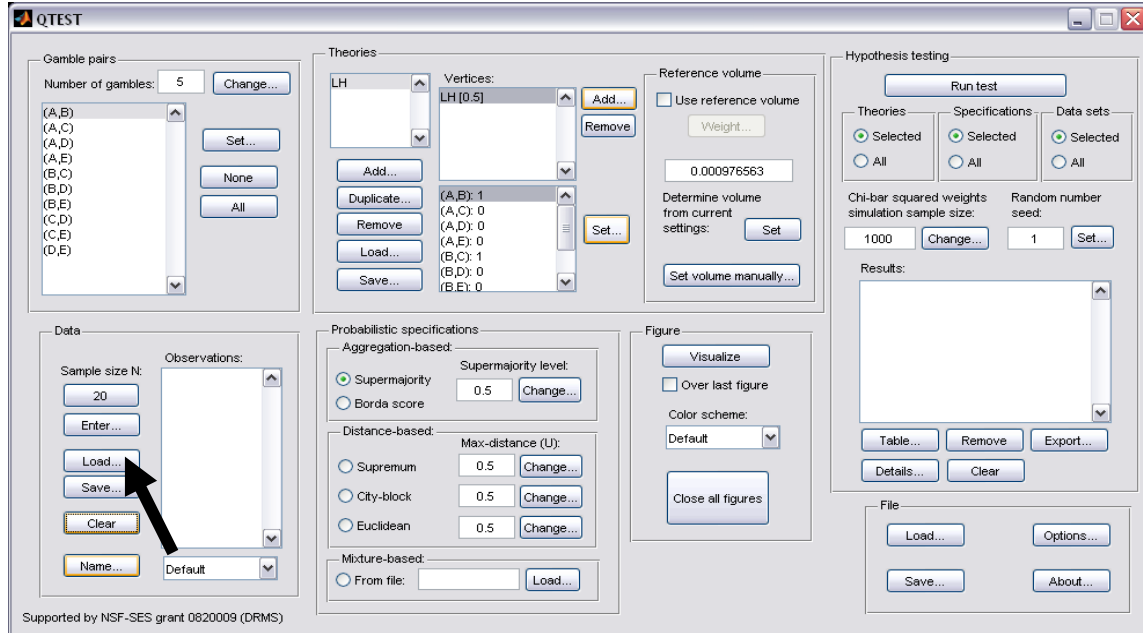 QTEST
Gamble pairs
Number of gambles: 5 Change...
(A,B)
(A,C)
(A,D)
(A,E)
(B,C)
(B,D)
(B,E)
(C,D)
(C,E)
(D,E)
Set...
None
All
Theories
LH
Add...
Duplicate...
Remove
Load...
Save...
Vertices:
LH [0.5]
Add...
Remove
(A,B): 1
(A,C): 0
(A,D): 0
(A,E): 0
(B,C): 1
(B,D): 0
(B,E): 0
Set...
Reference volume
Use reference volume
Weight...
0.000976563
Determine volume
from current
settings: Set
Set volume manually...
Hypothesis testing
Run test
Theories
Selected
All
Specifications
Selected
All
Data sets
Selected
All
Chi-bar squared weights
simulation sample size:
1000 Change...
Random number
seed:
1 Set...
Results:
Table... Remove Export...
Details... Clear
Data
Sample size N:
20
Enter...
Load...
Save...
Clear
Name...
Observations:
Default
Probabilistic specifications
Aggregation-based:
Supermajority
Borda score
Supermajority level:
0.5 Change...
Distance-based:
Max-distance (U):
Supremum 0.5 Change...
City-block 0.5 Change...
Euclidean 0.5 Change...
Mixture-based:
From file: Load...
Figure
Visualize
Over last figure
Color scheme:
Default
Close all figures
File
Load... Options...
Save... About...
Supported by NSF-SES grant 0820009 (DRMS)